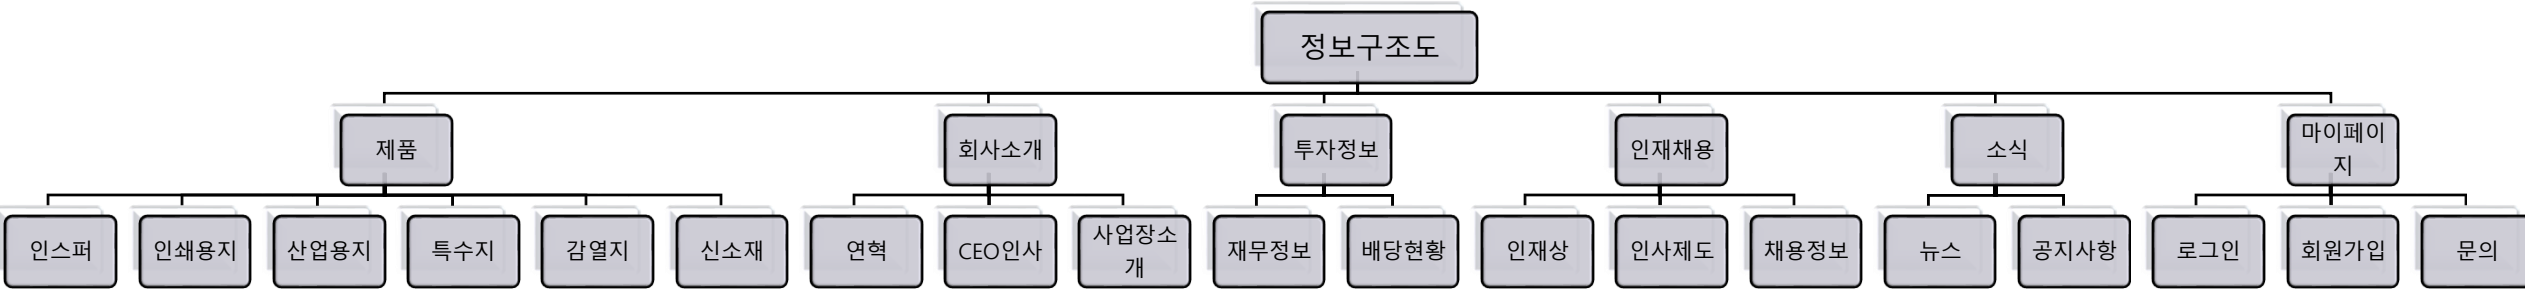 정보구조도
제품
회사소개
투자정보
인재채용
소식
마이페이
지
인스퍼
인쇄용지
산업용지
특수지
감열지
신소재
연혁
CEO인사
사업장소
개
재무정보
배당현황
인재상
인사제도
채용정보
뉴스
공지사항
로그인
회원가입
문의